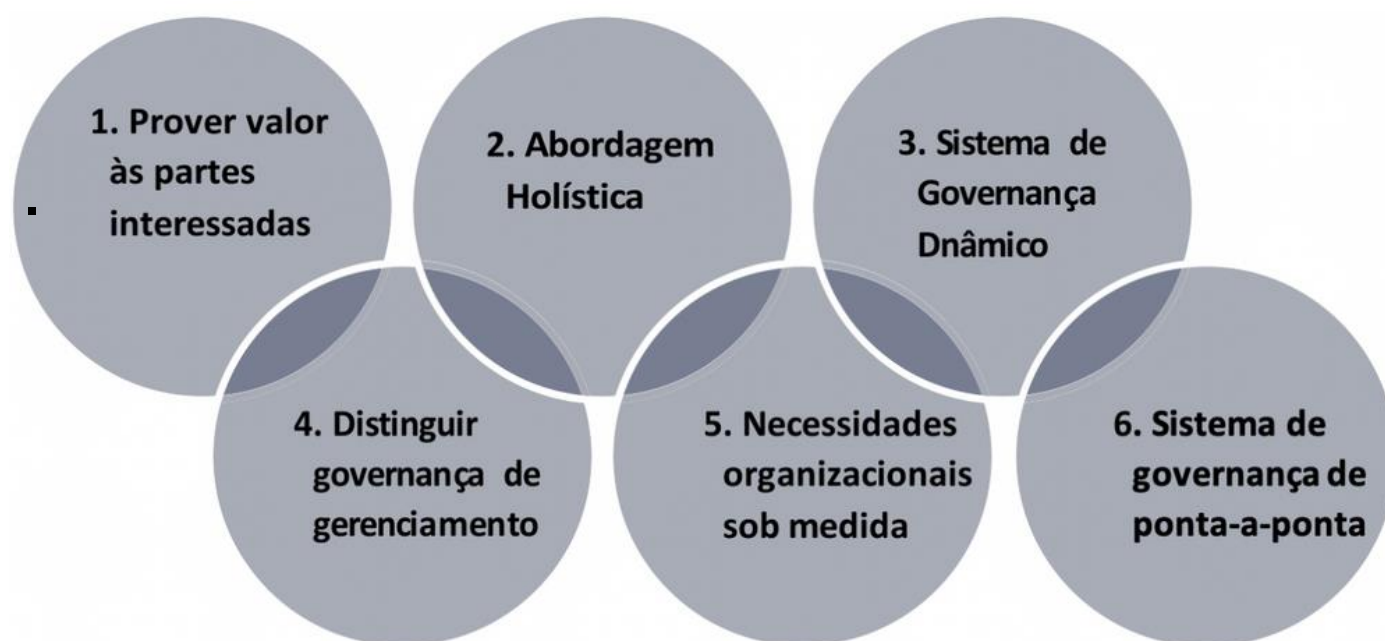 1. Prover valor
às partes
interessadas
2. Abordagem
Holística
3. Sistema de
Governança
Dnâmico
4. Distinguir
governança de
gerenciamento
5. Necessidades
organizacionais
sob medida
6. Sistema de
governança de
ponta-a-ponta